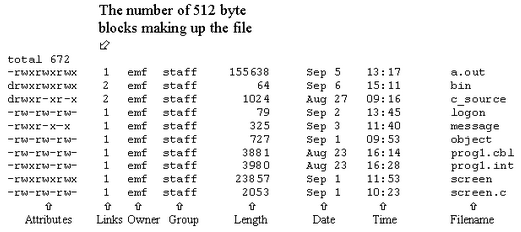 The number of 512 byte
blocks making up the file
total 672
-rwxrwxrwx 1 emf staff 155638 Sep 5 13:17 a.out
drwxrwxrwx 2 emf staff 64 Sep 6 15:11 bin
drwxr-xr-x 2 emf staff 1024 Aug 27 09:16 c_source
-rw-rw-rw- 1 emf staff 79 Sep 2 13:45 logon
-rwxr-x-x 1 emf staff 325 Sep 3 11:40 message
-rw-rw-rw- 1 emf staff 727 Sep 1 09:53 object
-rw-rw-rw- 1 emf staff 3881 Aug 23 16:14 prog1.cbl
-rw-rw-rw- 1 emf staff 3980 Aug 23 16:28 prog1.int
-rw-rw-rw- 1 emf staff 23857 Sep 1 11:53 screen
-rw-rw-rw- 1 emf staff 2053 Sep 1 10:23 screen.c
Attributes Links Owner Group Length Date Time Filename